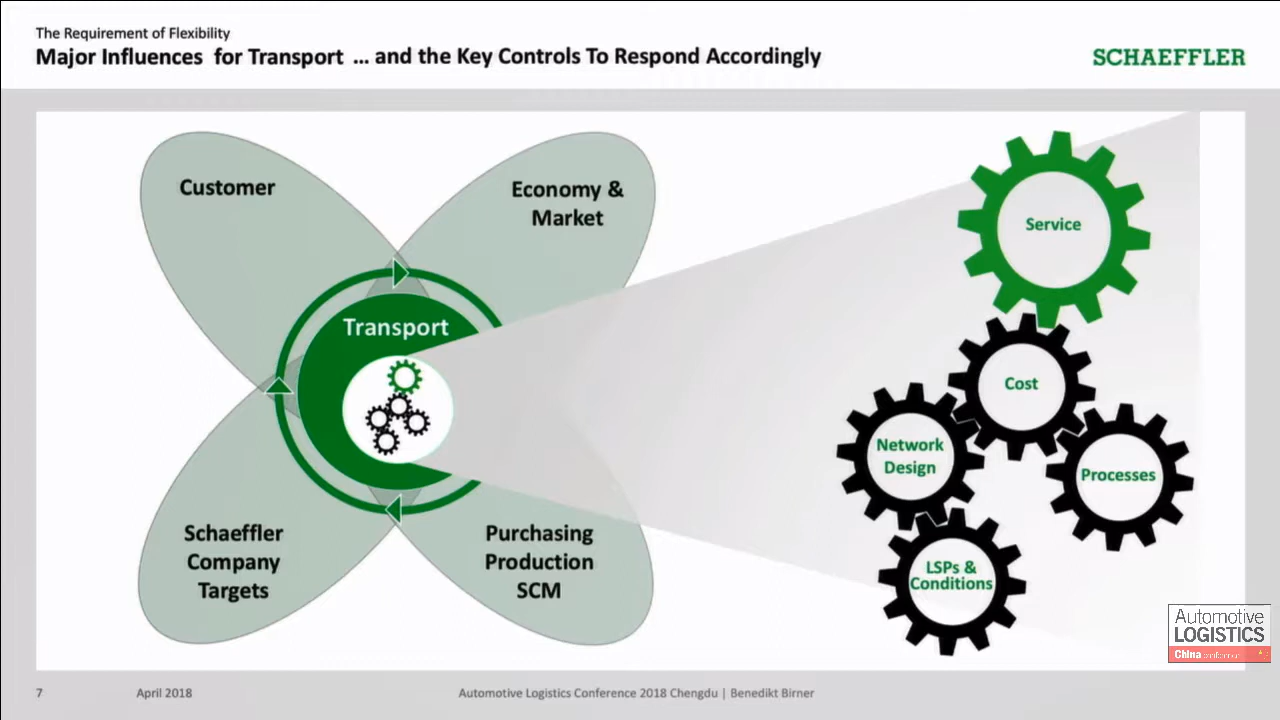 The Requirement of Flexibility
Major Influences for Transport ... and the Key Controls To Respond Accordingly
SCHAEFFLER
Customer
Economy &
Market
Transport
Schaeffler
Company
Targets
Purchasing
Production
SCM
Service
Cost
Network
Design
Processes
LSPs &
Conditions
Automotive
LOGISTICS
China conference
7
April 2018
Automotive Logistics Conference 2018 Chengdu | Benedikt Birner